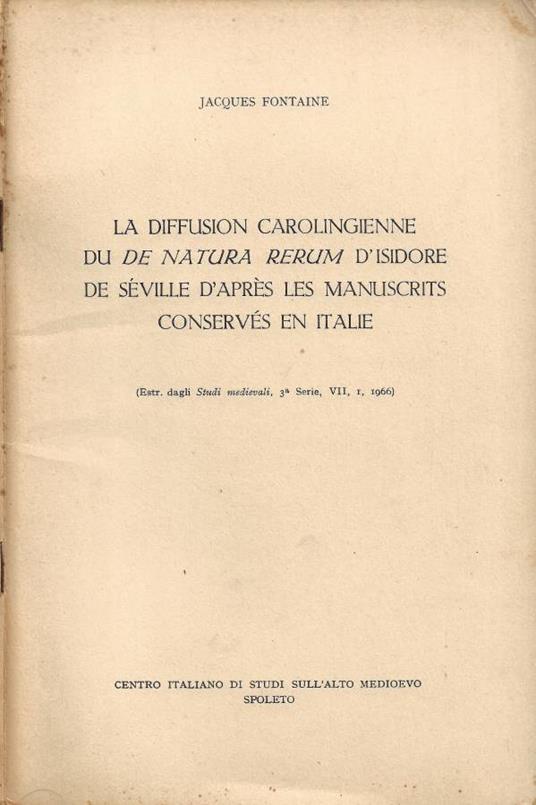 JACQUES FONTAINE
LA DIFFUSION CAROLINGIENNE
DU DE NATURA RERUM D'ISIDORE
DE SÉVILLE D'APRÈS LES MANUSCRITS
CONSERVÉS EN ITALIE
(Estr. dagli Studi medievali, 3ª Serie, VII, 1, 1966)
CENTRO ITALIANO DI STUDI SULL'ALTO MEDIOEVO
SPOLETO